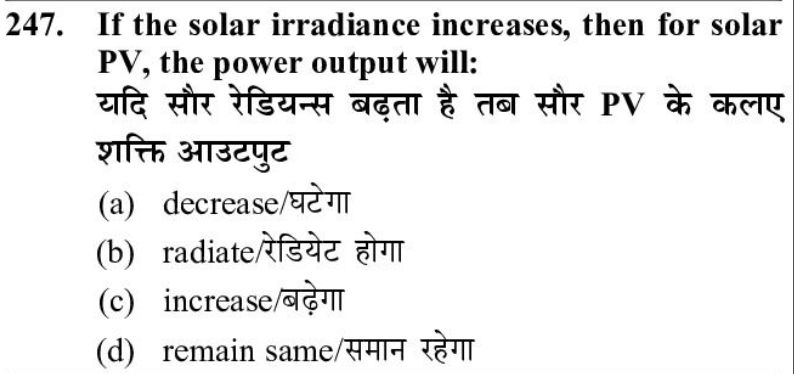 247. If the solar irradiance increases, then for solar
PV, the power output will:
यदि सौर रेडियन्स बढ़ता है तब सौर PV के कलए
शक्ति आउटपुट
(a) decrease/घटेगा
(b) radiate/रेडियेट होगा
(c) increase/बढ़ेगा
(d) remain same/समान रहेगा